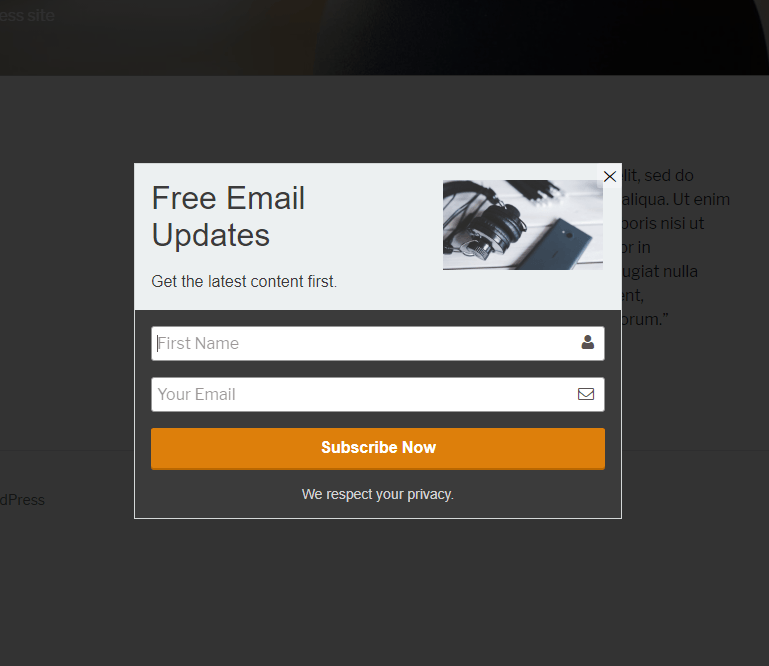 ess site
Free Email
Updates
Get the latest content first.
elit, sed do
aliqua. Ut enim
boris nisi ut
or in
ugiat nulla
ent,
orum.”
First Name
Your Email
Subscribe Now
We respect your privacy.
dPress